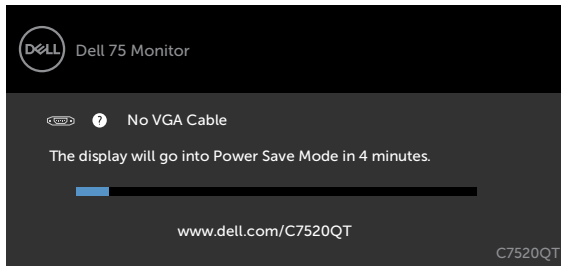 DELL Dell 75 Monitor
? No VGA Cable
The display will go into Power Save Mode in 4 minutes.
www.dell.com/C7520QT
C7520QT